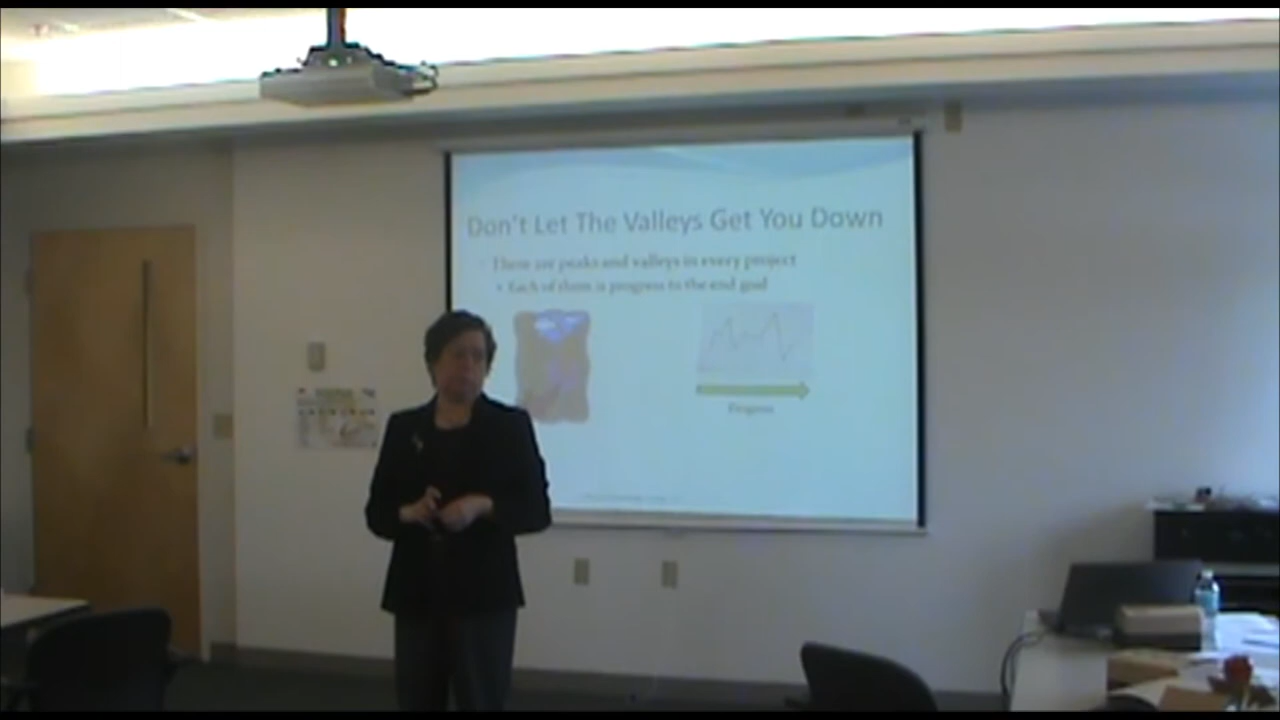 Don't Let The Valleys Get You Down
There are peaks and valleys in every project
• Each of them is progress to the end goal
Progress